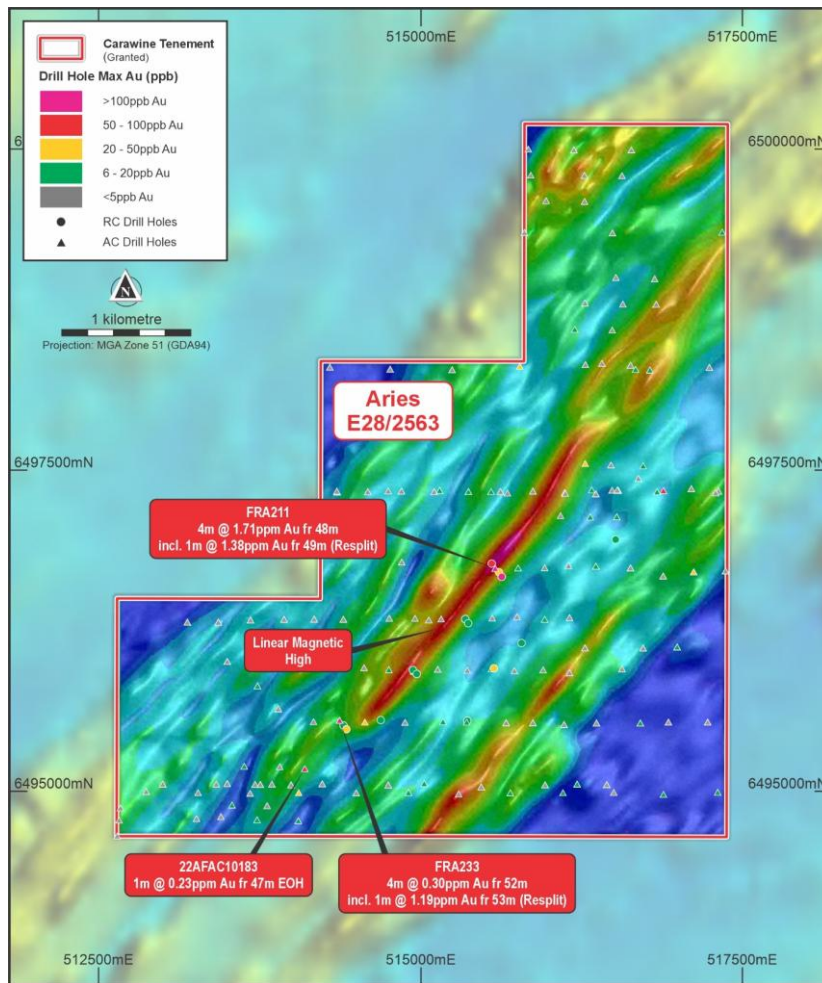 515000mE
517500mE
Carawine Tenement
(Granted)
Drill Hole Max Au (ppb)
>100ppb Au
50 - 100ppb Au
20 - 50ppb Au
6 - 20ppb Au
<5ppb Au
RC Drill Holes
AC Drill Holes
6
6500000mN
N
1 kilometre
Projection: MGA Zone 51 (GDA94)
Aries
E28/2563
6497500mN
6497500mN
FRA211
4m @ 1.71ppm Au fr 48m
incl. 1m @ 1.38ppm Au fr 49m (Resplit)
Linear Magnetic
High
6495000mN
6495000mN
22AFAC10183
1m @ 0.23ppm Au fr 47m EOH
FRA233
4m @ 0.30ppm Au fr 52m
incl. 1m @ 1.19ppm Au fr 53m (Resplit)
512500mE
515000mE
517500mE